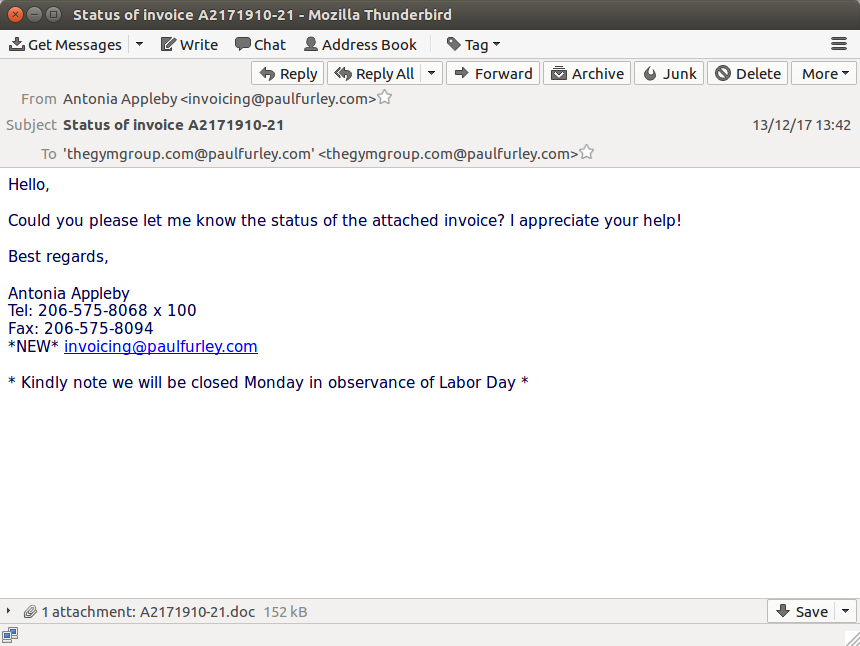 Status of invoice A2171910-21 - Mozilla Thunderbird
Get Messages Write Chat Address Book Tag
Reply Reply All Forward Archive Junk Delete More
From Antonia Appleby <invoicing@paulfurley.com>
Subject Status of invoice A2171910-21 13/12/17 13:42
To 'thegymgroup.com@paulfurley.com' <thegymgroup.com@paulfurley.com>
Hello,
Could you please let me know the status of the attached invoice? I appreciate your help!
Best regards,
Antonia Appleby
Tel: 206-575-8068 x 100
Fax: 206-575-8094
*NEW* invoicing@paulfurley.com
* Kindly note we will be closed Monday in observance of Labor Day *
1 attachment: A2171910-21.doc 152 kB Save